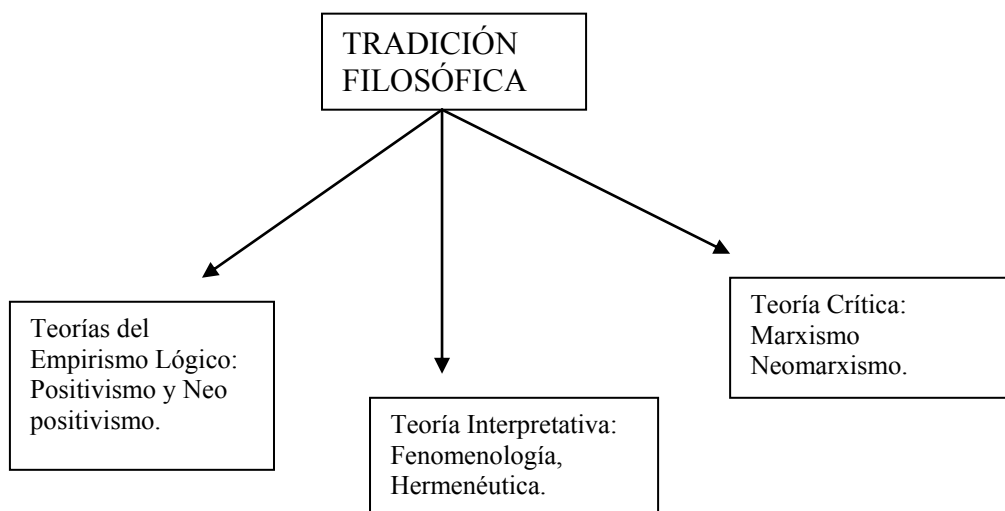 TRADICIÓN
FILOSÓFICA
Teorías del
Empirismo Lógico:
Positivismo y Neo
positivismo.
Teoría Interpretativa:
Fenomenología,
Hermenéutica.
Teoría Crítica:
Marxismo
Neomarxismo.